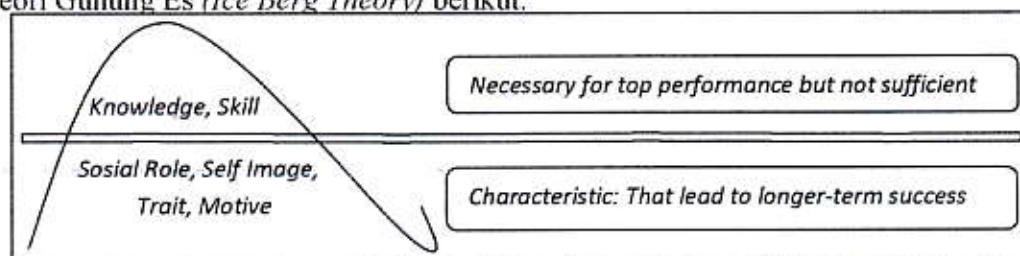 eori Gunung Es (Ice Berg Theory) berikut:
Knowledge, Skill
Necessary for top performance but not sufficient
Sosial Role, Self Image,
Trait, Motive
Characteristic: That lead to longer-term success